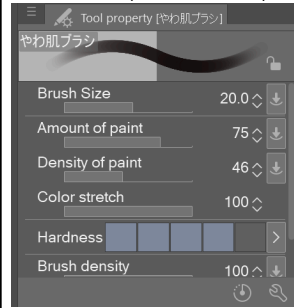 Tool property [やわ肌ブラシ]
やわ肌ブラシ
Brush Size 20.0
Amount of paint 75
Density of paint 46
Color stretch 100
Hardness
Brush density 100